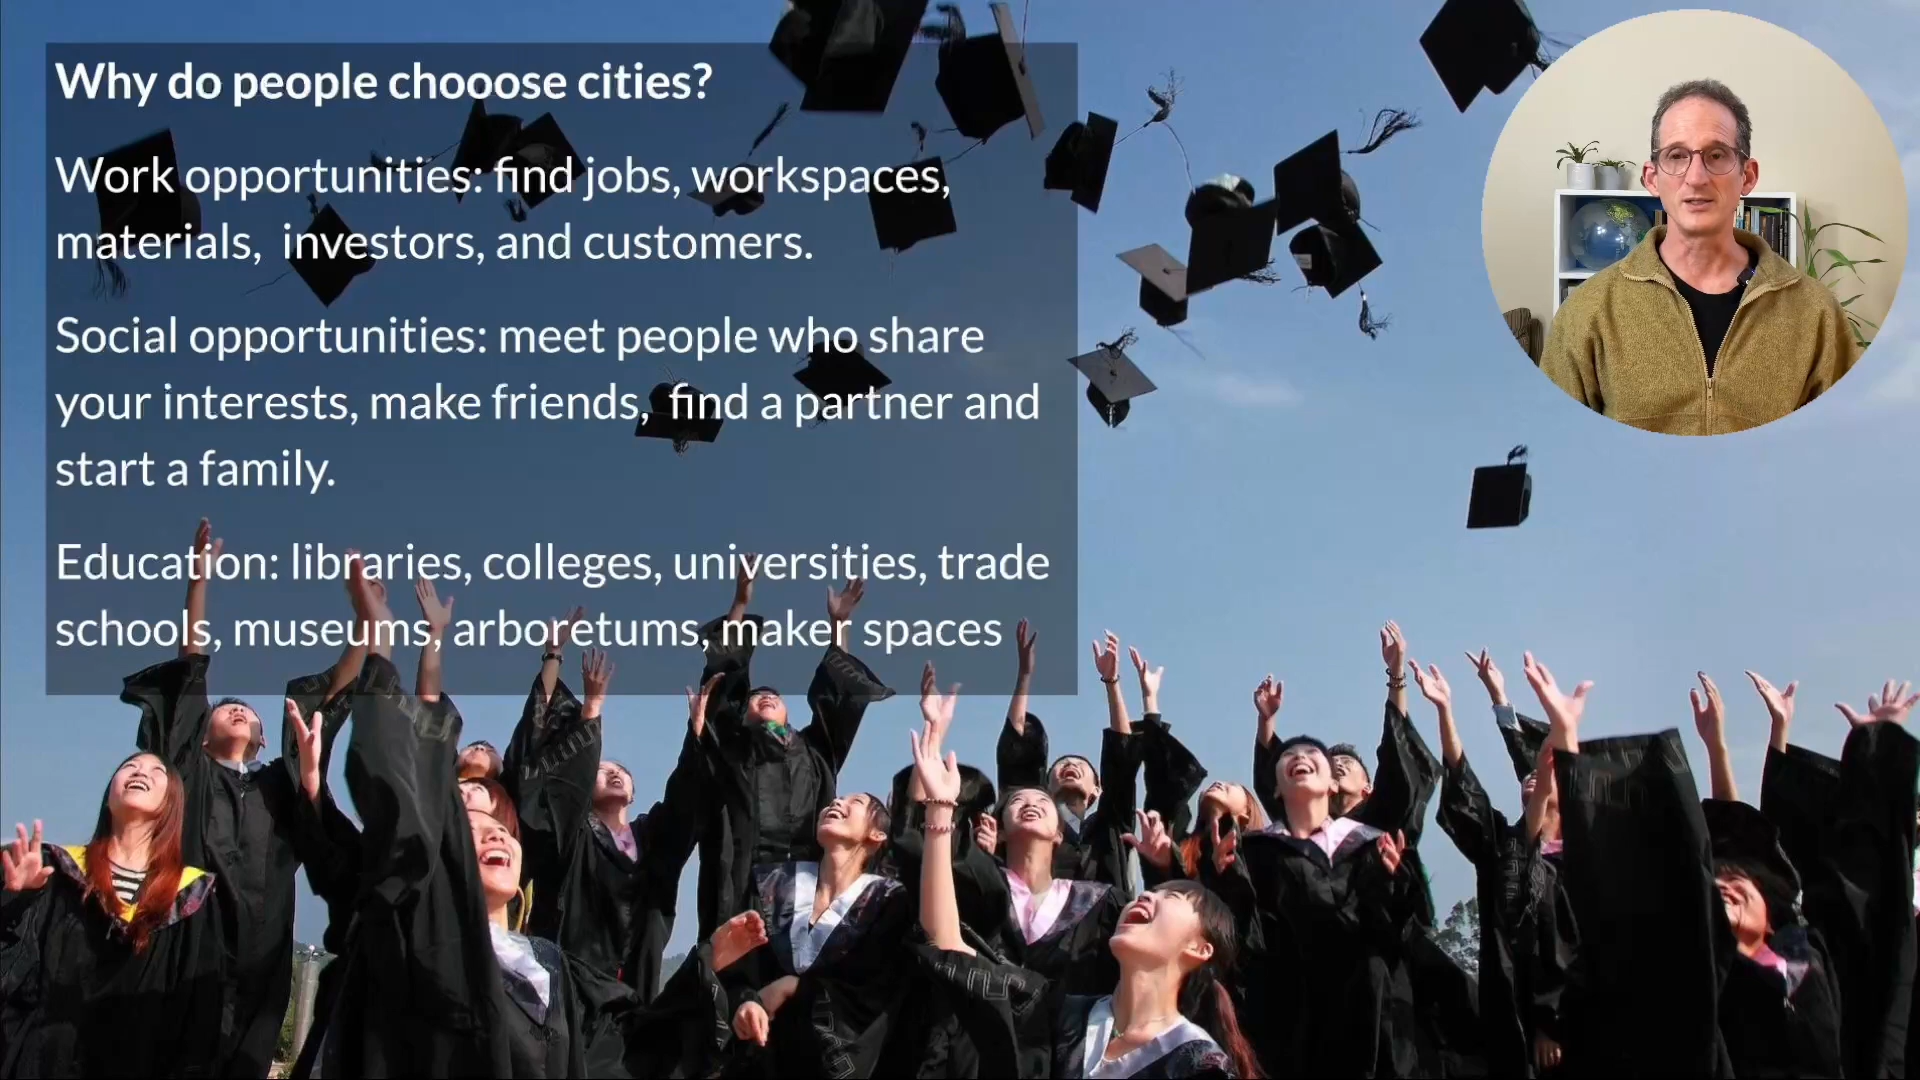 Why do people chooose cities?
Work opportunities: find jobs, workspaces,
materials,  investors, and customers.
Social opportunities: meet people who share
your interests, make friends,  find a partner and
start a family.
Education: libraries, colleges, universities, trade
schools, museums, arboretums, maker spaces